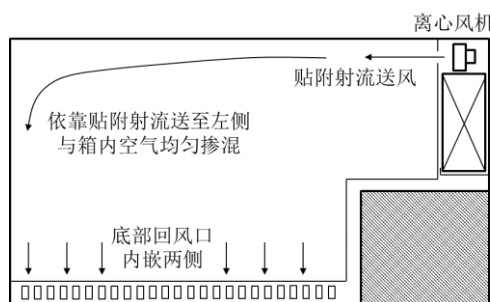 离心风机
贴附射流送风
依靠贴附射流送至左侧
与箱内空气均匀掺混
底部回风口
内嵌两侧